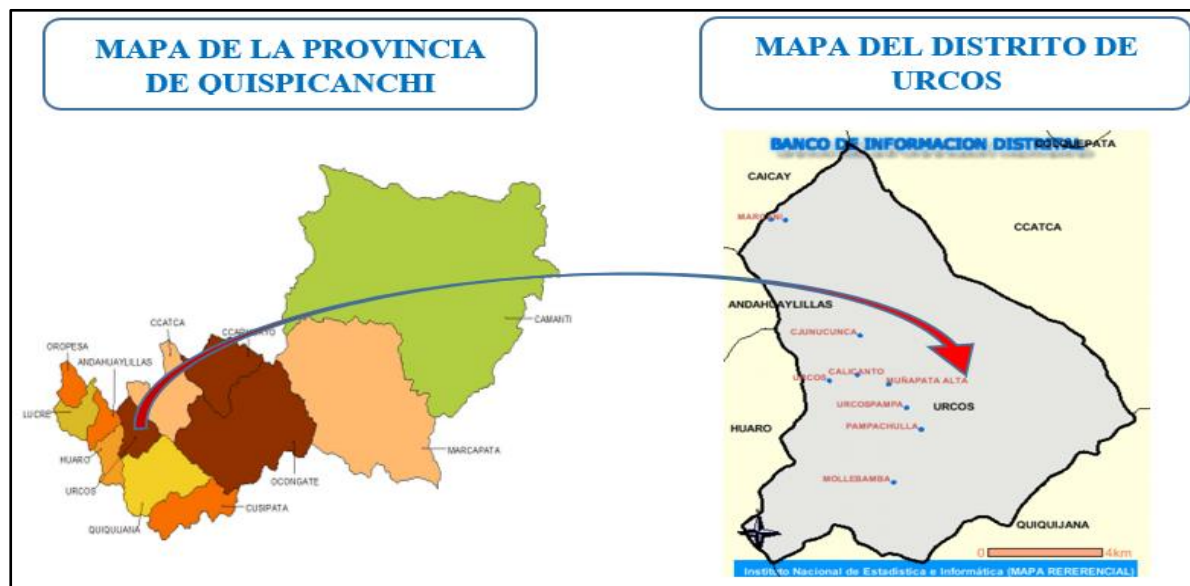 MAPA DE LA PROVINCIA
DE QUISPICANCHI
CCATCA
OROPESA
ANDAHUAYLILLAS
CAMANTI
LUCRE
HUARO
URCOS
QUIQUIJANA
CUSIPATA
OCONGATE
MARCAPATA
MAPA DEL DISTRITO DE
URCOS
BANCO DE INFORMACION DISTRITAL
CAICAY
CCATCA
ANDAHUAYLILLAS
CJUNUCUNCA
CALICANTO
URCOS
MUÑAPATA ALTA
URCOSPAMPA
URCOS
HUARO
PAMPACHULLA
MOLLEBAMBA
QUIQUIJANA
0 4km
Instituto Nacional de Estadística e Informática (MAPA RERERENCIAL)